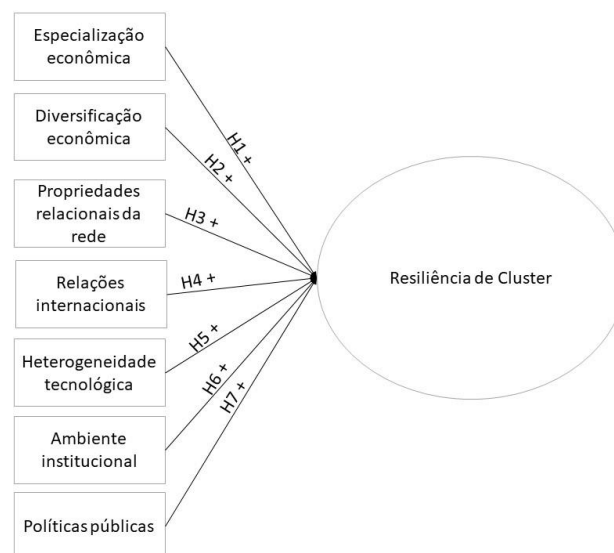 Especialização
econômica
H1 +
Diversificação
econômica
H2 +
Propriedades
relacionais da
rede
H3 +
Relações
internacionais
H4 +
Resiliência de Cluster
Heterogeneidade
tecnológica
H5 +
Ambiente
institucional
H6 +
Políticas públicas
H7 +